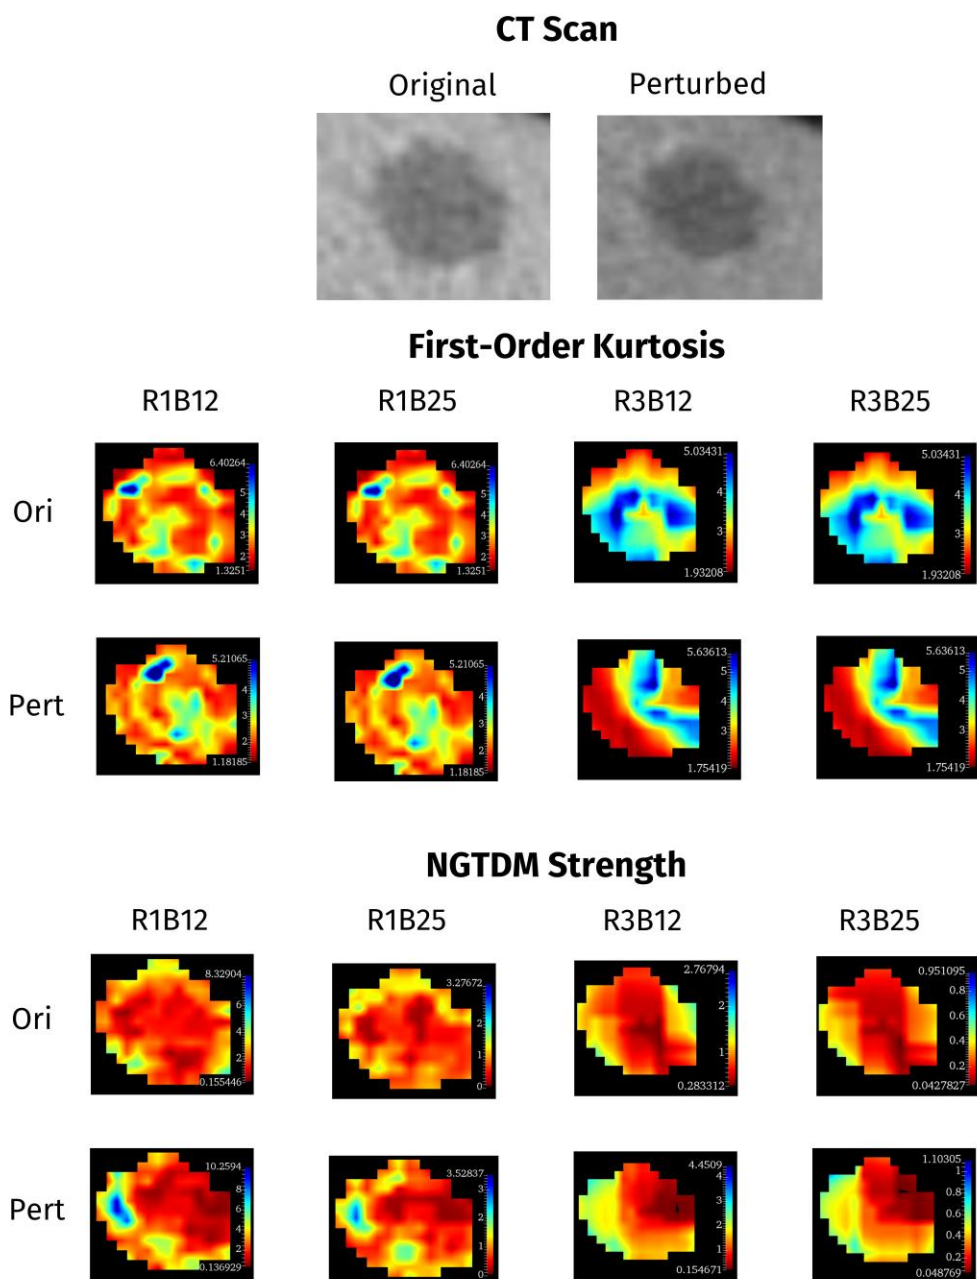 CT Scan
Original Perturbed
First-Order Kurtosis
R1B12 R1B25 R3B12 R3B25
Ori
6.40264 5 4 3 2 1.3251
6.40264 5 4 3 2 1.3251
5.03431 4 3 1.93208
5.03431 4 3 1.93208
Pert
5.21065 4 3 2 1.18185
5.21065 4 3 2 1.18185
5.63613 5 4 3 1.75419
5.63613 5 4 3 1.75419
NGTDM Strength
R1B12 R1B25 R3B12 R3B25
Ori
8.32904 6 4 2 0.155446
3.27672 2 1 0
2.76794 2 1 0.283312
0.951095 0.8 0.6 0.4 0.2 0.0427827
Pert
10.2594 8 6 4 2 0.136929
3.52837 3 2 1 0
4.4509 4 3 2 1 0.154671
1.10305 1 0.8 0.6 0.4 0.2 0.048769